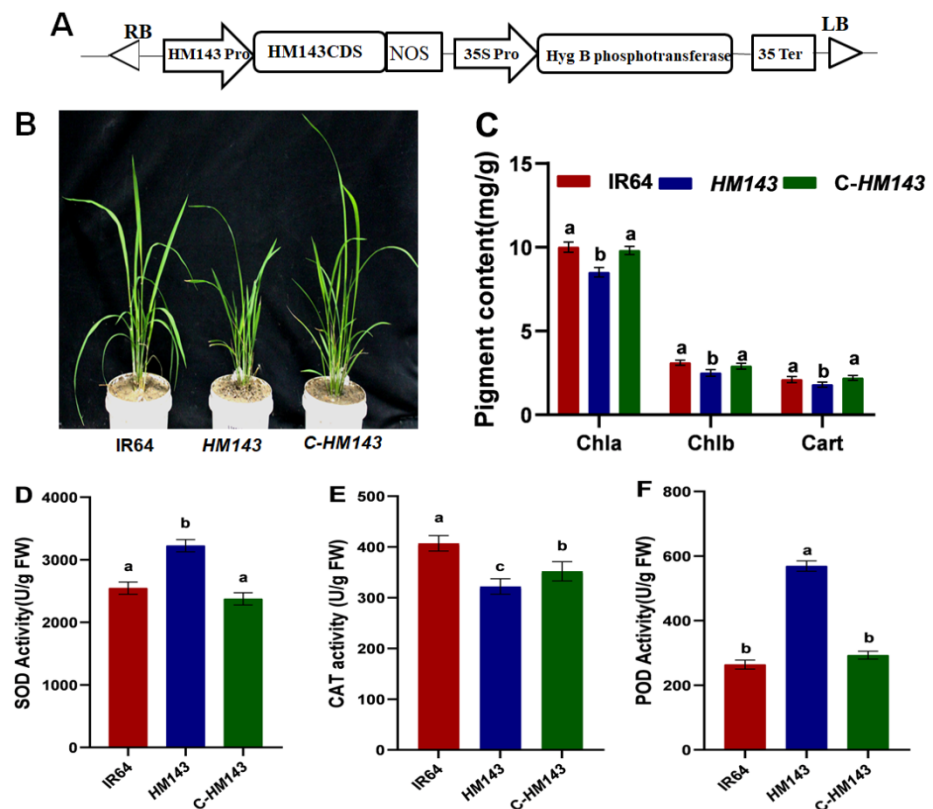 A
RB
HM143 Pro
HM143CDS
NOS
35S Pro
Hyg B phosphotransferase
35 Ter
LB
B
IR64
HM143
C-HM143
C
Pigment content(mg/g)
15
10
5
0
IR64 HM143 C-HM143
a b a
a b a
a b a
Chla Chlb Cart
D
SOD Activity(U/g FW)
4000
3000
2000
1000
0
a b a
IR64 HM143 C-HM143
E
CAT activity (U/g FW)
500
400
300
200
100
0
a c b
IR64 HM143 C-HM143
F
POD Activity(U/g FW)
800
600
400
200
0
b a b
IR64 HM143 C-HM143